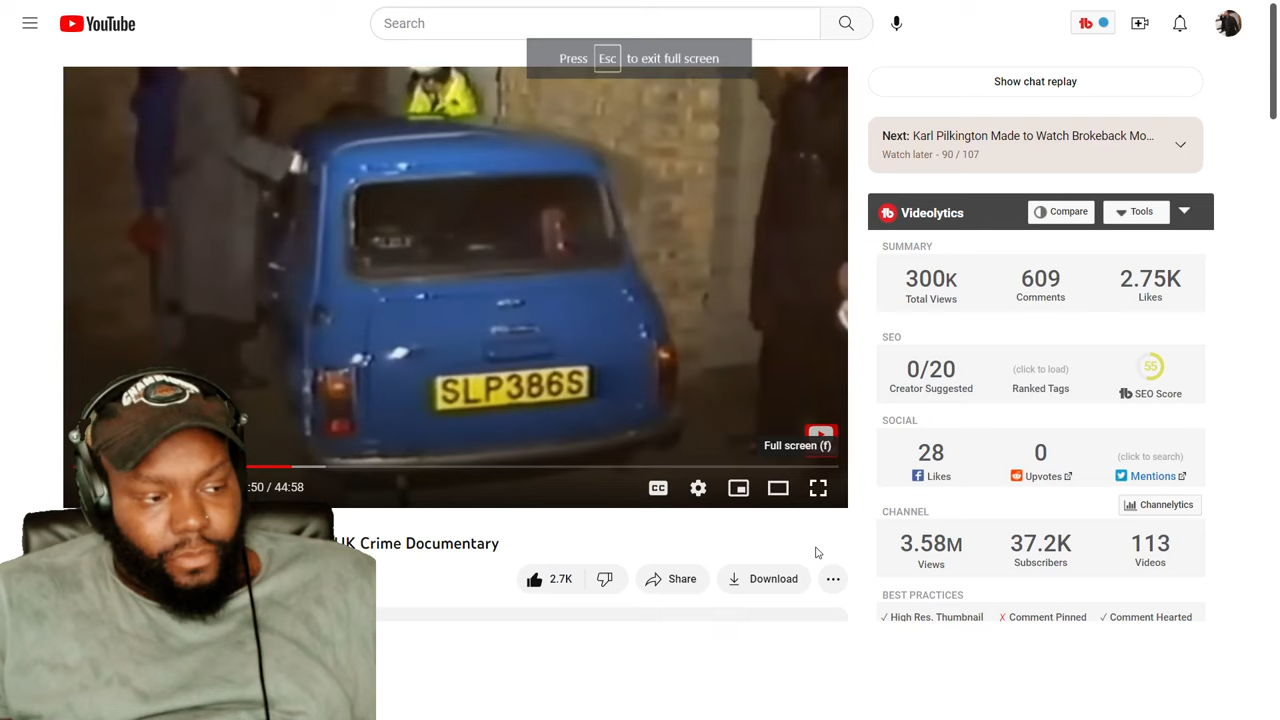 YouTube
Search
Press Esc to exit full screen
Show chat replay
Next: Karl Pilkington Made to Watch Brokeback Mo...
Watch later - 90 / 107
SLP386S
Full screen (f)
:50 / 44:58
CC
UK Crime Documentary
2.7K
Share
Download
tb Videolytics
Compare
Tools
SUMMARY
300K
609
2.75K
Total Views
Comments
Likes
SEO
0/20
(click to load)
55
Creator Suggested
Ranked Tags
tb SEO Score
SOCIAL
28
0
(click to search)
Likes
Upvotes
Mentions
CHANNEL
Channelytics
3.58M
37.2K
113
Views
Subscribers
Videos
BEST PRACTICES
✓ High Res. Thumbnail
X Comment Pinned
✓ Comment Hearted